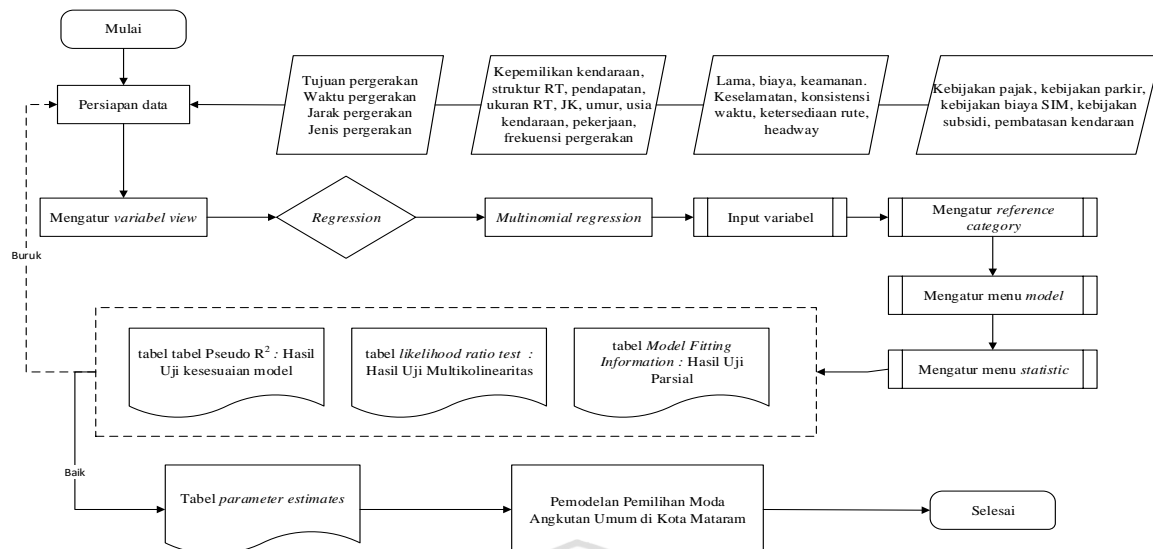 Mulai
Persiapan data
Tujuan pergerakan
Waktu pergerakan
Jarak pergerakan
Jenis pergerakan
Kepemilikan kendaraan,
struktur RT, pendapatan,
ukuran RT, JK, umur, usia
kendaraan, pekerjaan,
frekuensi pergerakan
Lama, biaya, keamanan.
Keselamatan, konsistensi
waktu, ketersediaan rute,
headway
Kebijakan pajak, kebijakan parkir,
kebijakan biaya SIM, kebijakan
subsidi, pembatasan kendaraan
Mengatur variabel view
Regression
Multinomial regression
Input variabel
Mengatur reference
category
Buruk
Mengatur menu model
Mengatur menu statistic
tabel tabel Pseudo R² : Hasil
Uji kesesuaian model
tabel likelihood ratio test :
Hasil Uji Multikolinearitas
tabel Model Fitting
Information : Hasil Uji
Parsial
Baik
Tabel parameter estimates
Pemodelan Pemilihan Moda
Angkutan Umum di Kota Mataram
Selesai